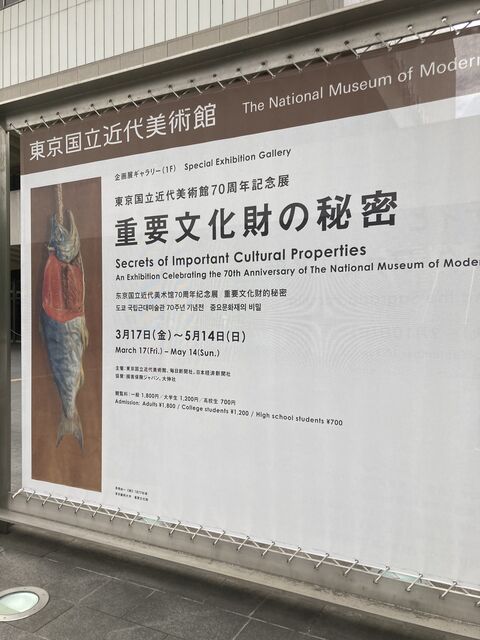 東京国立近代美術館 The National Museum of Modern
企画展ギャラリー(1F) Special Exhibition Gallery
東京国立近代美術館70周年記念展
重要文化財の秘密
Secrets of Important Cultural Properties
An Exhibition Celebrating the 70th Anniversary of The National Museum of Moder
东京国立近代美术馆70周年纪念展 重要文化財的秘密
도쿄 국립근대미술관 70주년 기념전 중요문화재의 비밀
3月17日(金)〜5月14日(日)
March 17(Fri.) – May 14(Sun.)
主催:東京国立近代美術館、毎日新聞社、日本経済新聞社
協賛:損害保険ジャパン、大伸社
観覧料:一般 1,800円/大学生 1,200円/高校生 700円
Admission: Adults ¥1,800 / College students ¥1,200 / High school students ¥700